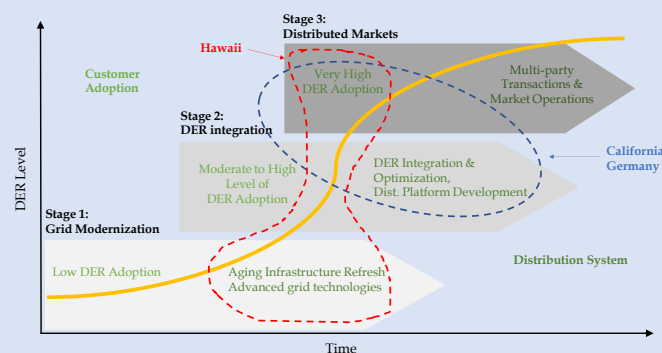 Stage 3:
Distributed Markets
Hawaii
Customer
Adoption
Very High
DER Adoption
Multi-party
Transactions &
Market Operations
Stage 2:
DER integration
California
Germany
Moderate to High
Level of
DER Adoption
DER Integration &
Optimization,
Dist. Platform Development
DER Level
Stage 1:
Grid Modernization
Low DER Adoption
Aging Infrastructure Refresh
Advanced grid technologies
Distribution System
Time